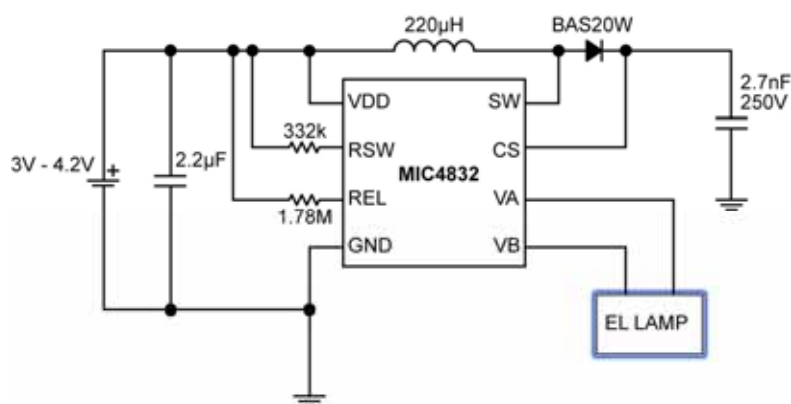 220µH
BAS20W
VDD
SW
2.7nF
250V
332k
RSW
CS
3V - 4.2V
+
2.2µF
MIC4832
REL
VA
1.78M
GND
VB
EL LAMP